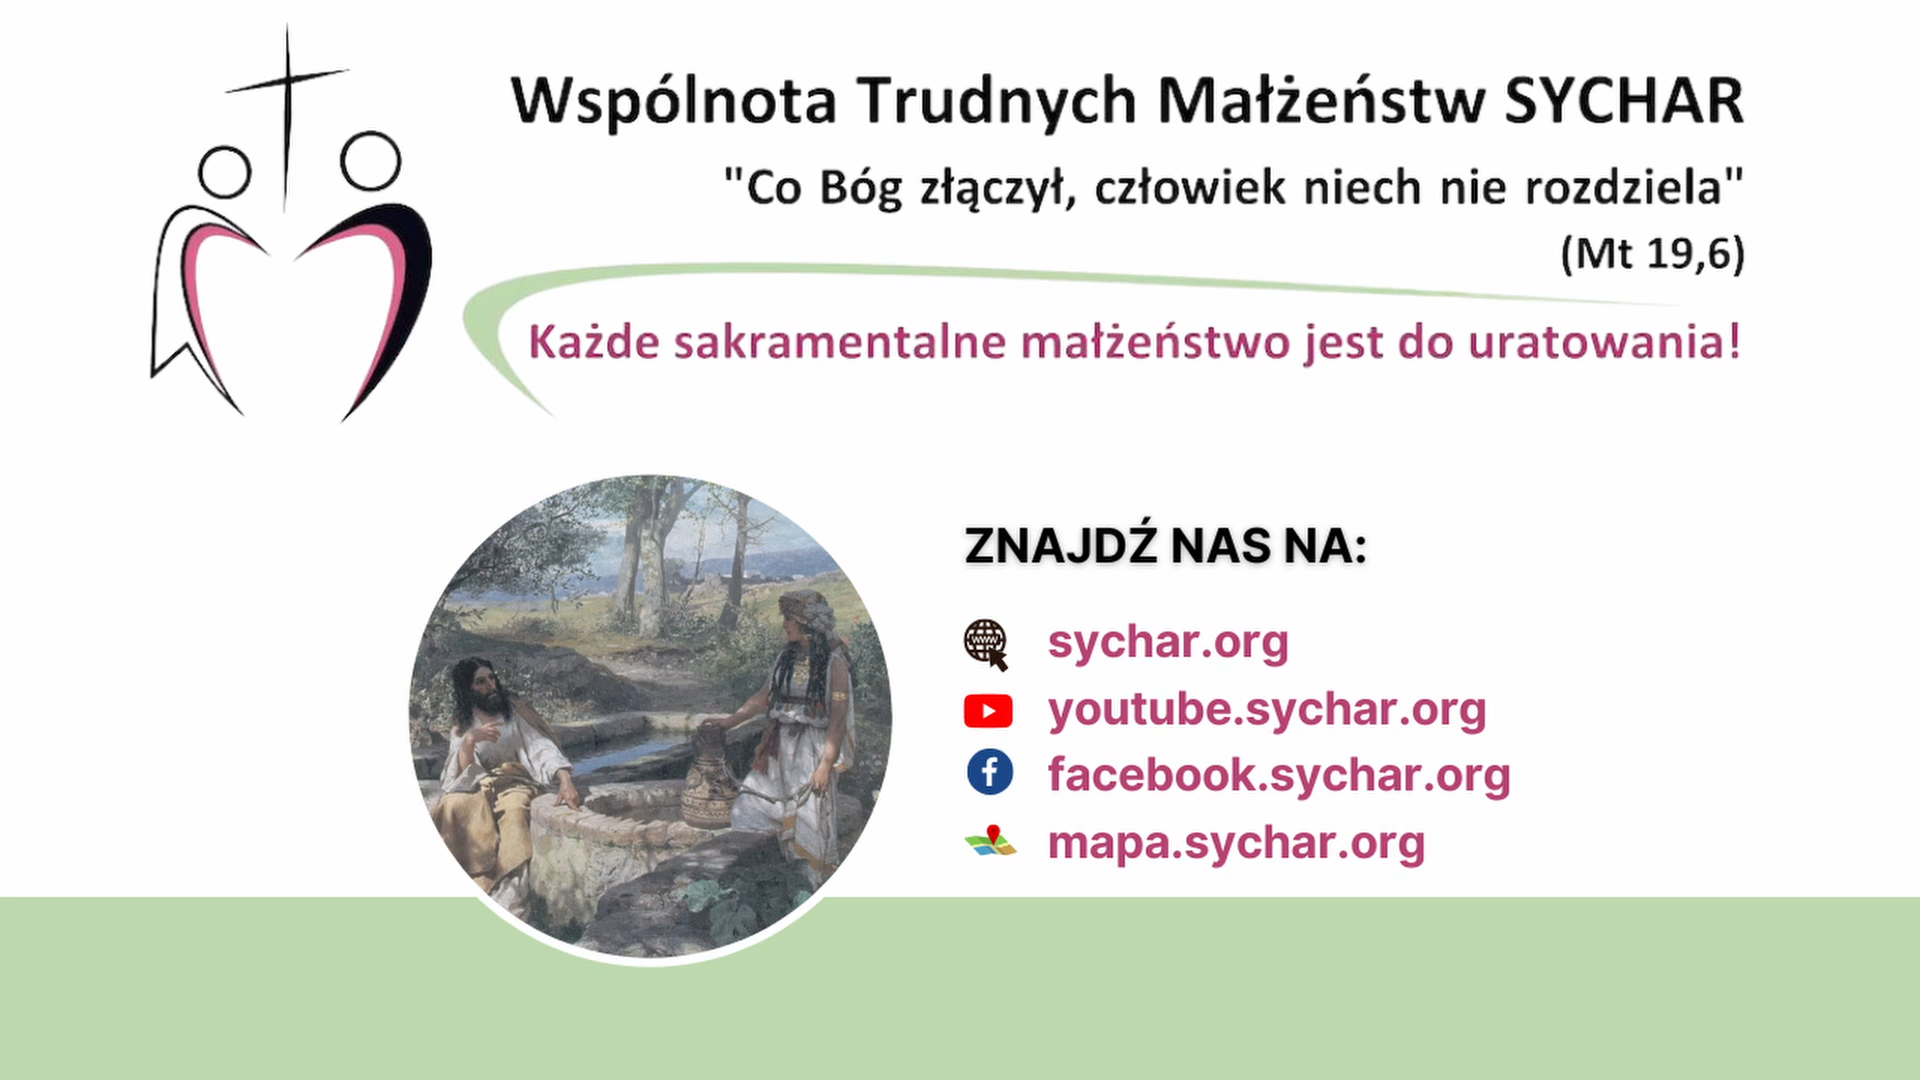 Wspólnota Trudnych Małżeństw SYCHAR
"Co Bóg złączył, człowiek niech nie rozdziela"
(Mt 19,6)
Każde sakramentalne małżeństwo jest do uratowania!
ZNAJDŹ NAS NA:
www
sychar.org
youtube.sychar.org
facebook.sychar.org
mapa.sychar.org